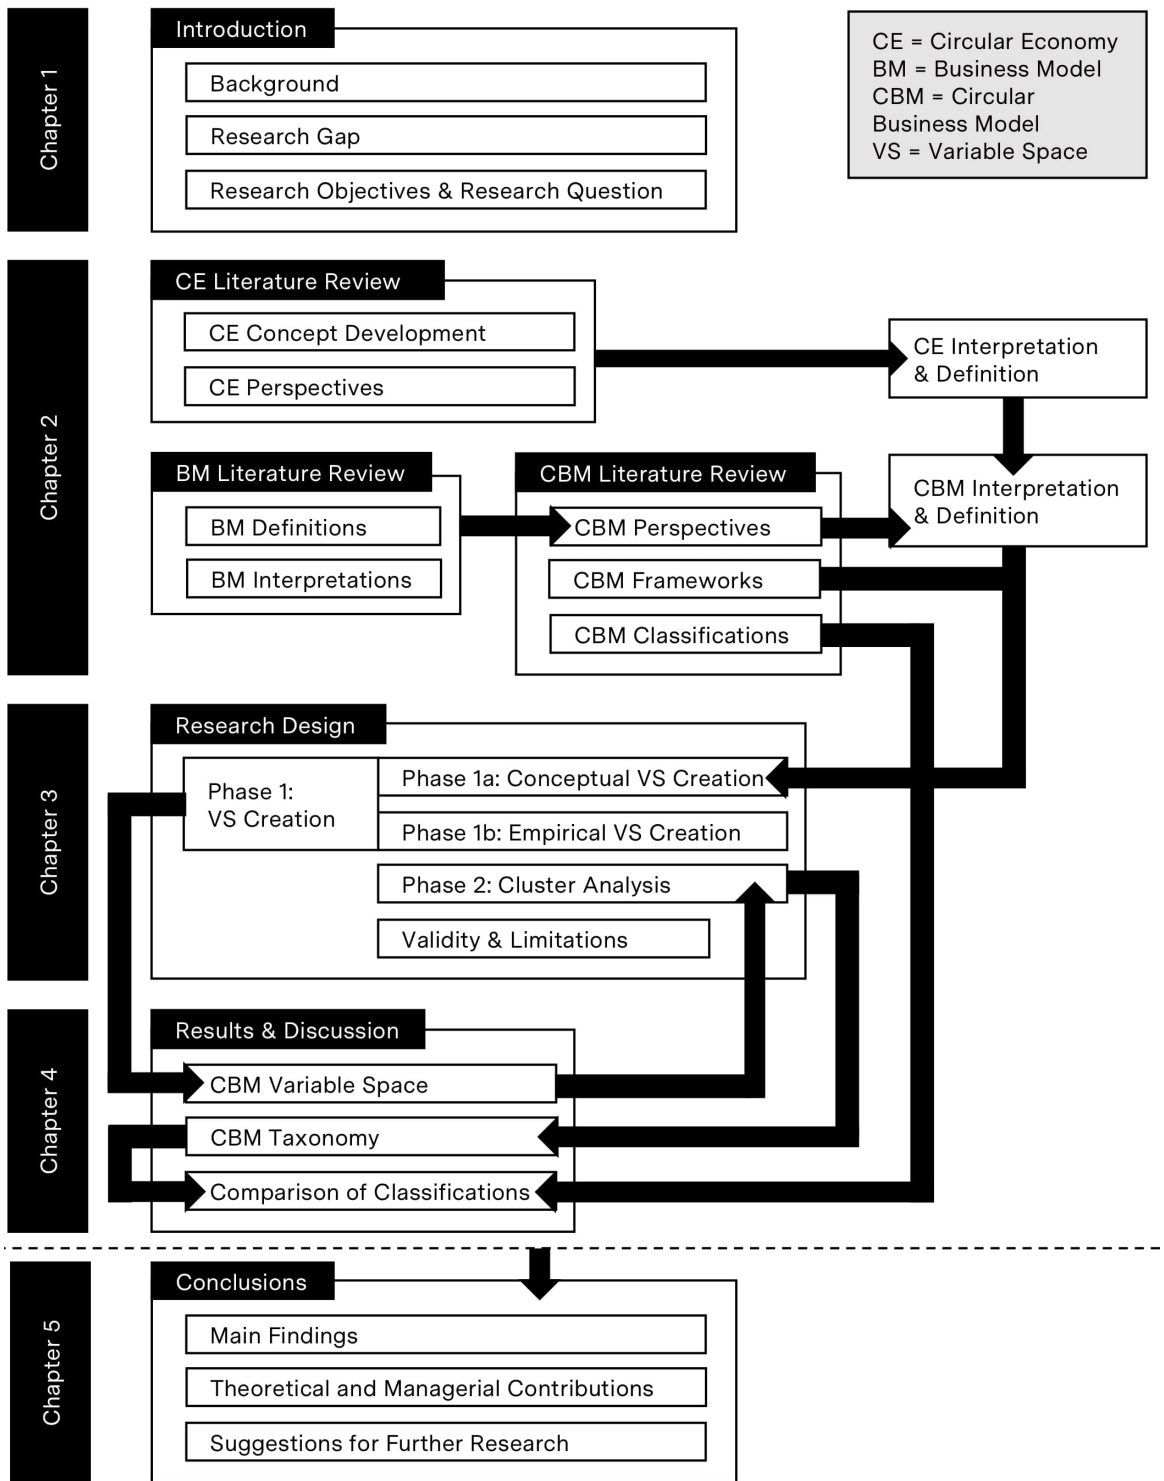 Chapter 1
Introduction
Background
Research Gap
Research Objectives & Research Question
CE = Circular Economy
BM = Business Model
CBM = Circular
Business Model
VS = Variable Space
Chapter 2
CE Literature Review
CE Concept Development
CE Perspectives
CE Interpretation
& Definition
BM Literature Review
BM Definitions
BM Interpretations
CBM Literature Review
CBM Perspectives
CBM Frameworks
CBM Classifications
CBM Interpretation
& Definition
Chapter 3
Research Design
Phase 1:
VS Creation
Phase 1a: Conceptual VS Creation
Phase 1b: Empirical VS Creation
Phase 2: Cluster Analysis
Validity & Limitations
Chapter 4
Results & Discussion
CBM Variable Space
CBM Taxonomy
Comparison of Classifications
Chapter 5
Conclusions
Main Findings
Theoretical and Managerial Contributions
Suggestions for Further Research